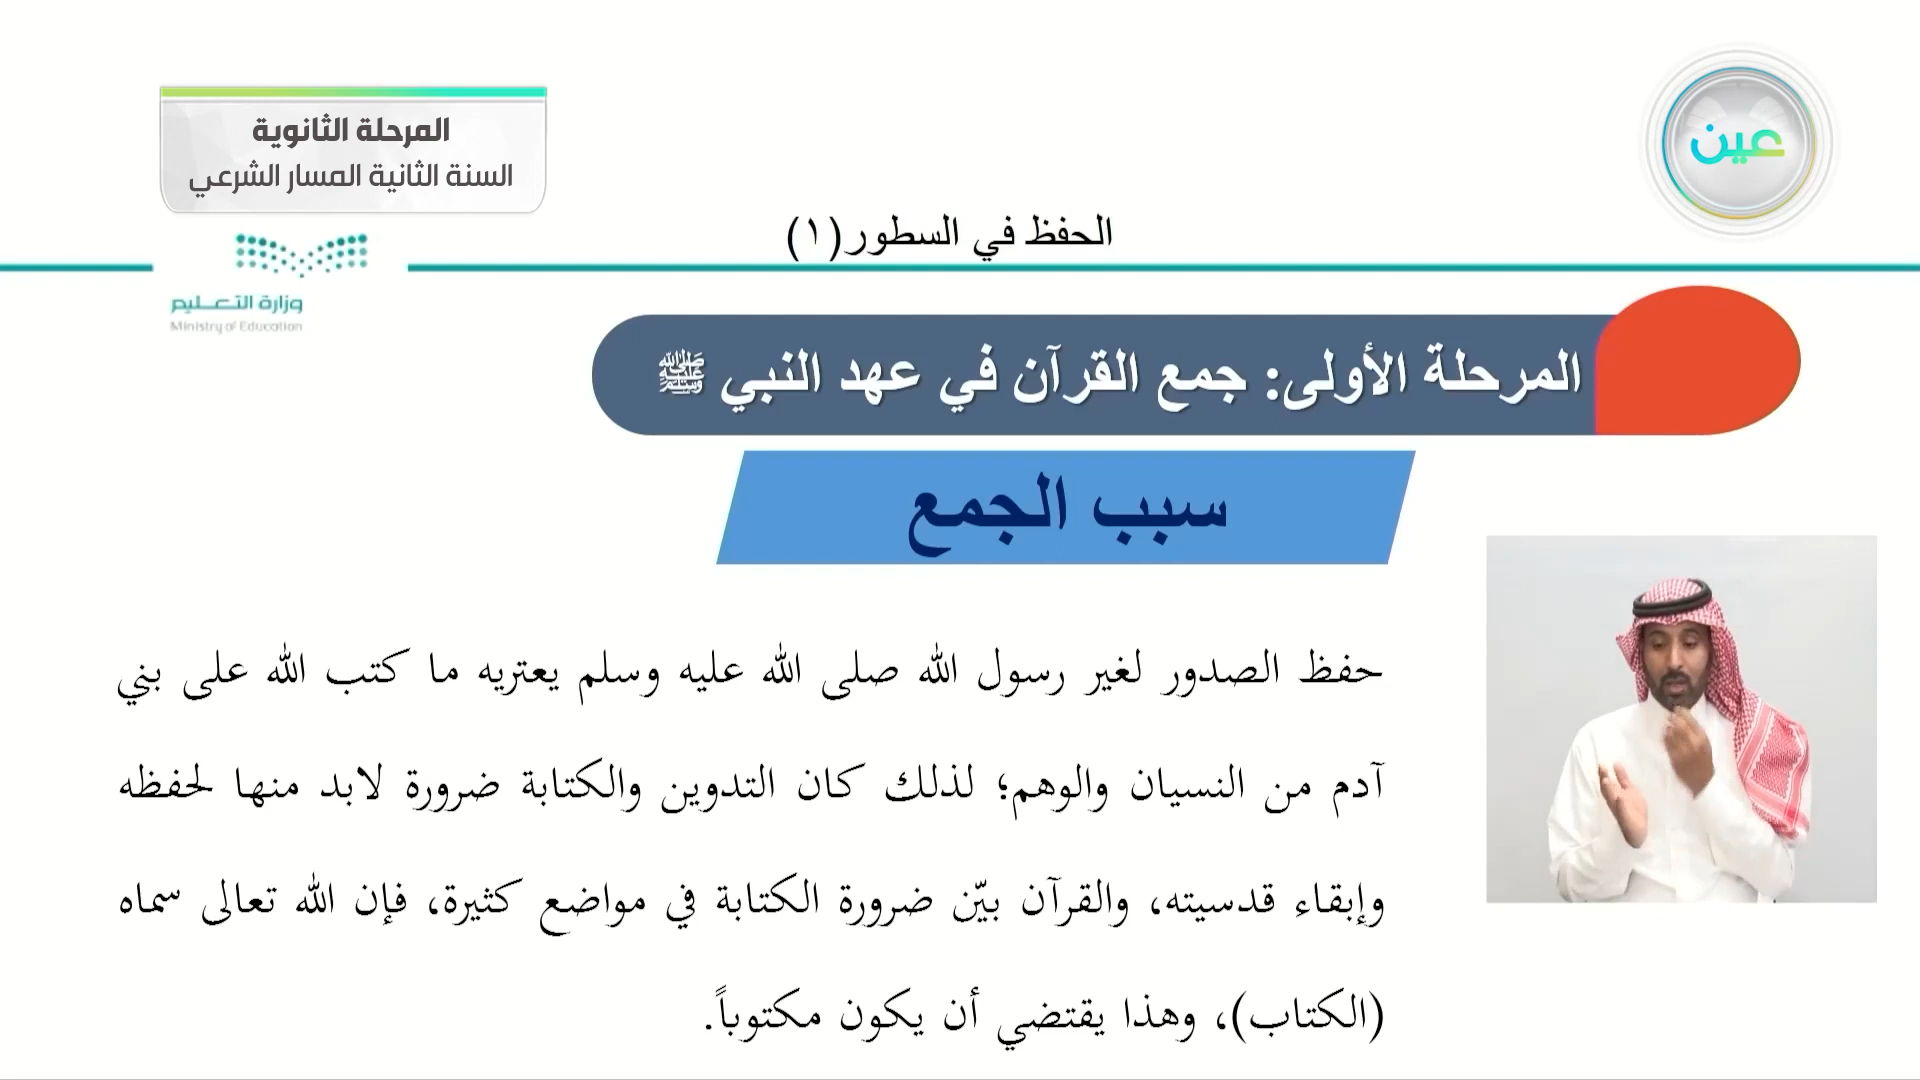 المرحلة الثانوية
السنة الثانية المسار الشرعي
عين
الحفظ في السطور(١)
وزارة التعـــليم
Ministry of Education
المرحلة الأولى: جمع القرآن في عهد النبي ﷺ
سبب الجمع
حفظ الصدور لغير رسول الله صلى الله عليه وسلم يعتريه ما كتب الله على بني
آدم من النسيان والوهم؛ لذلك كان التدوين والكتابة ضرورة لابد منها لحفظه
وإبقاء قدسيته، والقرآن بيّن ضرورة الكتابة في مواضع كثيرة، فإن الله تعالى سماه
(الكتاب)، وهذا يقتضي أن يكون مكتوباً.